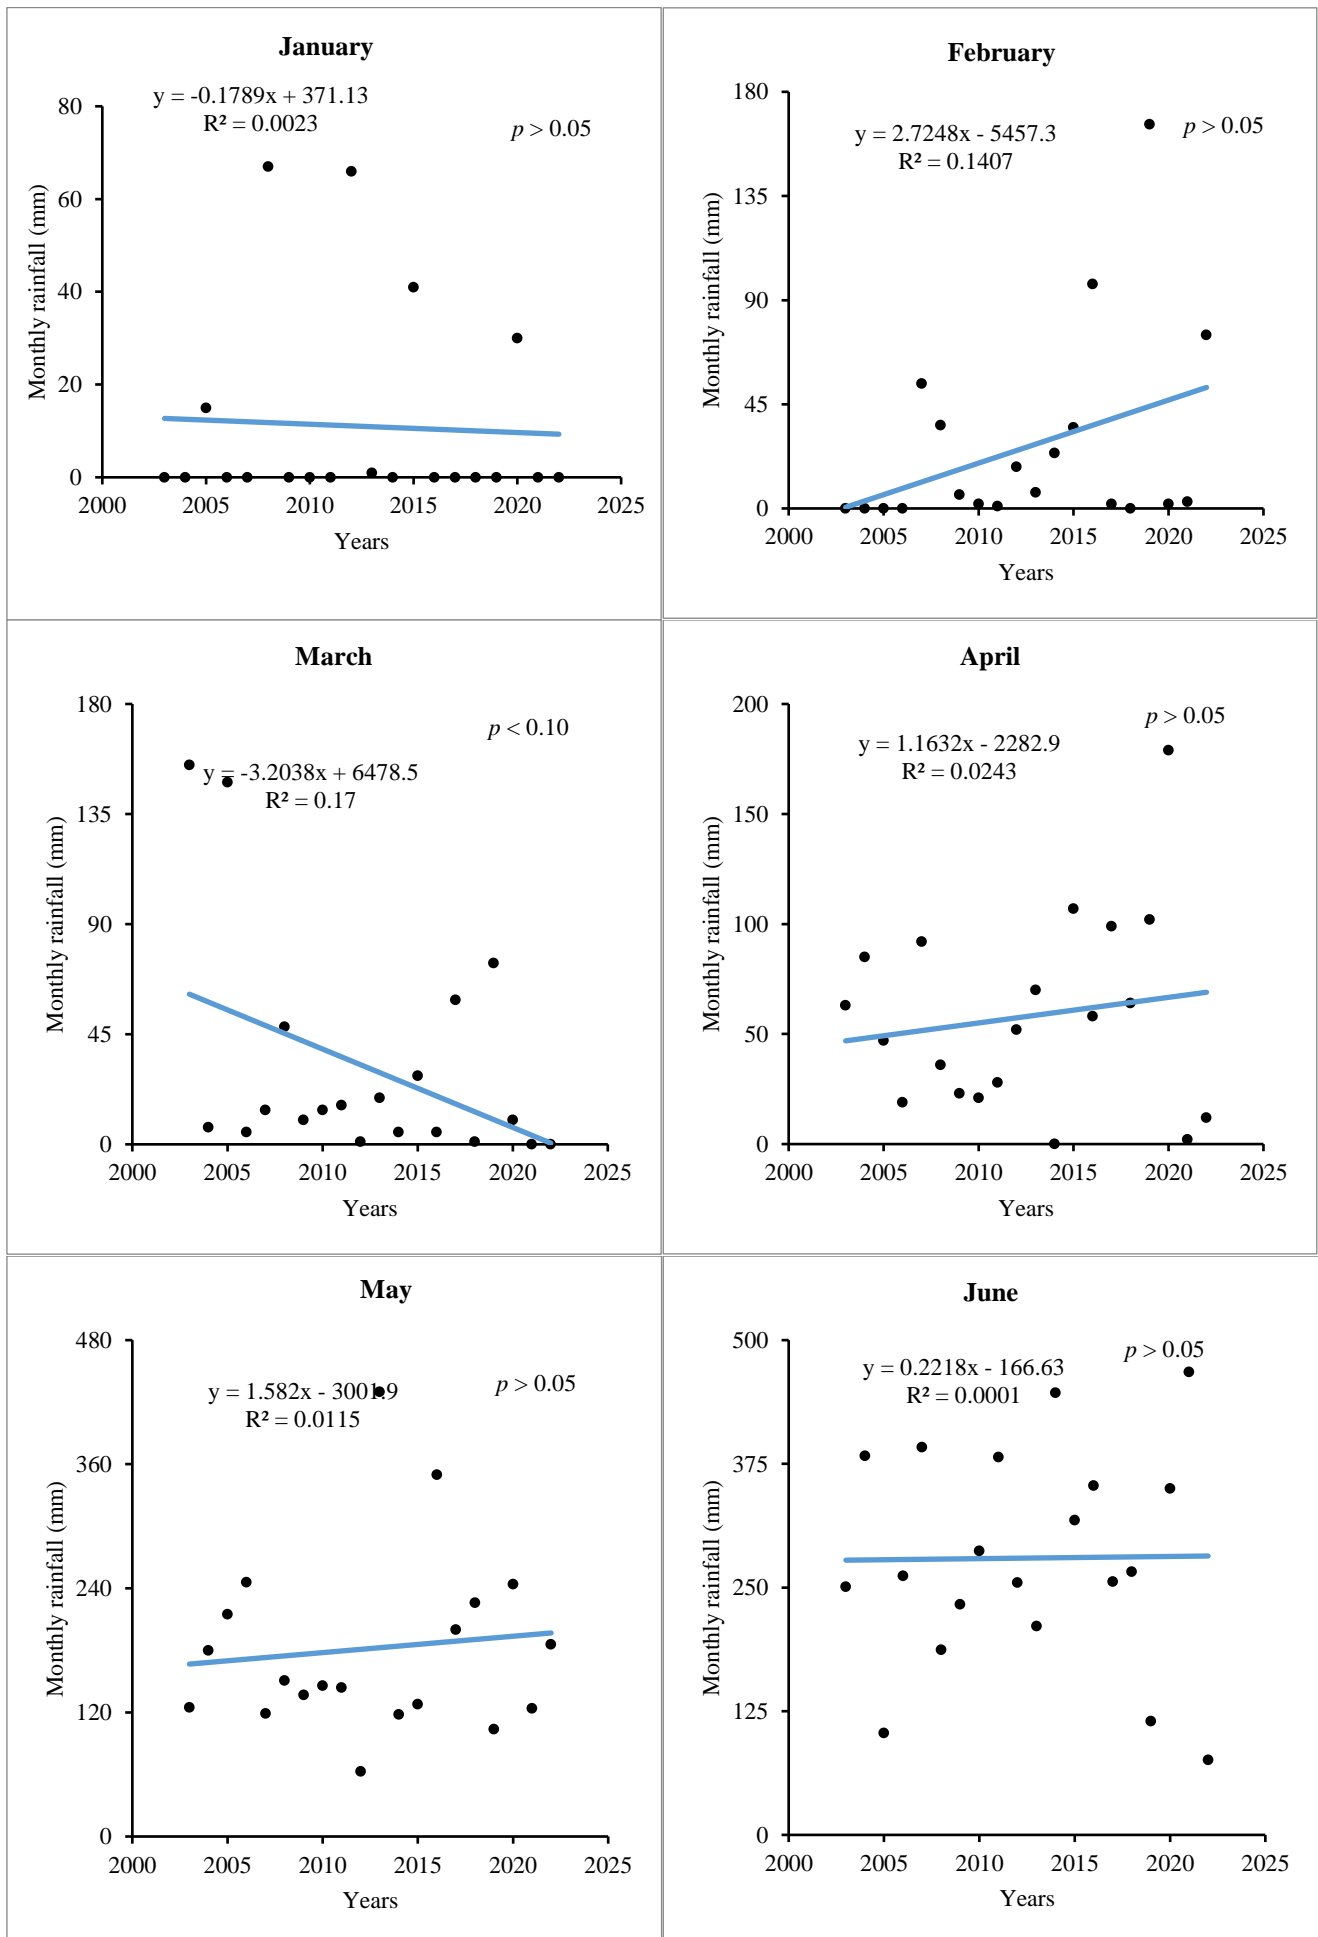 January
y = -0.1789x + 371.13
R² = 0.0023
p > 0.05
Monthly rainfall (mm)
80
60
40
20
0
2000 2005 2010 2015 2020 2025
Years
February
y = 2.7248x - 5457.3
R² = 0.1407
p > 0.05
Monthly rainfall (mm)
180
135
90
45
0
2000 2005 2010 2015 2020 2025
Years
March
p < 0.10
y = -3.2038x + 6478.5
R² = 0.17
Monthly rainfall (mm)
180
135
90
45
0
2000 2005 2010 2015 2020 2025
Years
April
p > 0.05
y = 1.1632x - 2282.9
R² = 0.0243
Monthly rainfall (mm)
200
150
100
50
0
2000 2005 2010 2015 2020 2025
Years
May
y = 1.582x - 3001.9
R² = 0.0115
p > 0.05
Monthly rainfall (mm)
480
360
240
120
0
2000 2005 2010 2015 2020 2025
Years
June
p > 0.05
y = 0.2218x - 166.63
R² = 0.0001
Monthly rainfall (mm)
500
375
250
125
0
2000 2005 2010 2015 2020 2025
Years